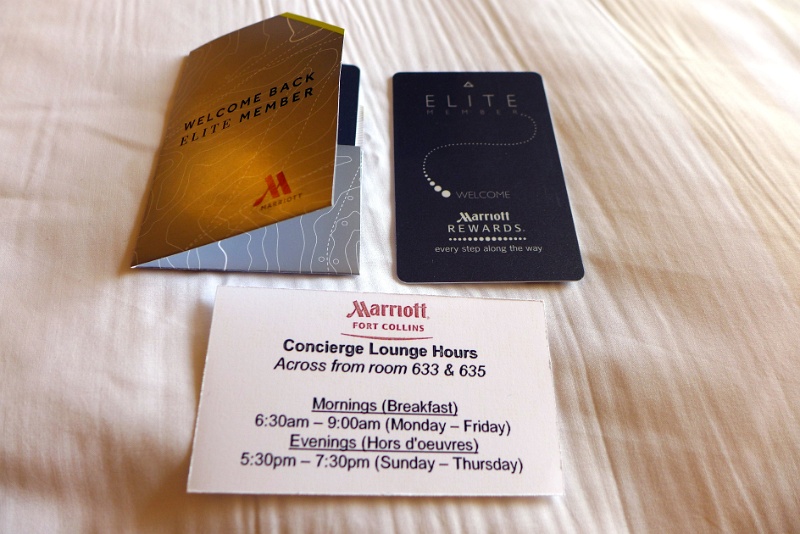 WELCOME BACK
ELITE MEMBER
MARRIOTT
ELITE
MEMBER
WELCOME
Marriott
REWARDS.
every step along the way
Marriott
FORT COLLINS
Concierge Lounge Hours
Across from room 633 & 635
Mornings (Breakfast)
6:30am – 9:00am (Monday – Friday)
Evenings (Hors d'oeuvres)
5:30pm – 7:30pm (Sunday – Thursday)